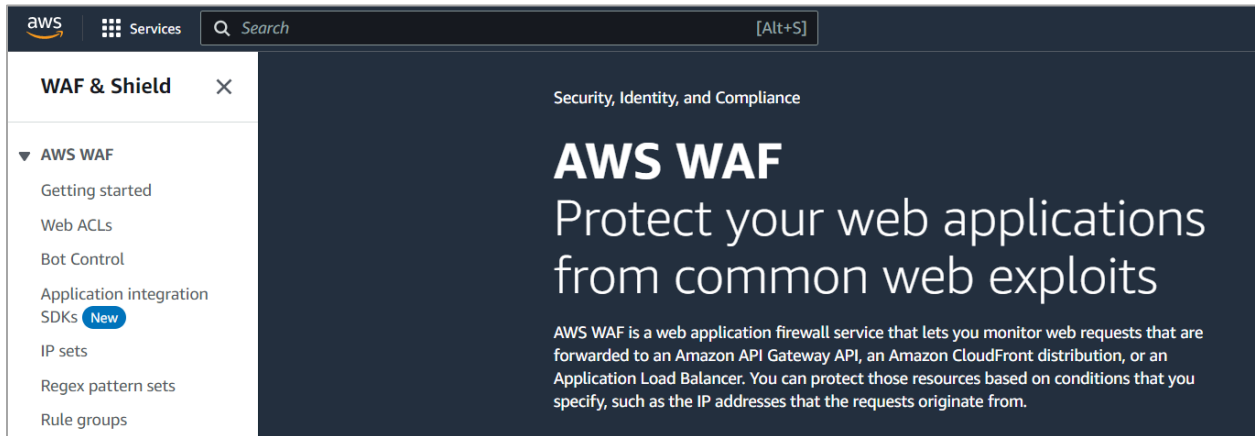 aws
Services
Search
[Alt+S]
WAF & Shield
AWS WAF
Getting started
Web ACLs
Bot Control
Application integration
SDKs New
IP sets
Regex pattern sets
Rule groups
Security, Identity, and Compliance
AWS WAF
Protect your web applications
from common web exploits
AWS WAF is a web application firewall service that lets you monitor web requests that are
forwarded to an Amazon API Gateway API, an Amazon CloudFront distribution, or an
Application Load Balancer. You can protect those resources based on conditions that you
specify, such as the IP addresses that the requests originate from.